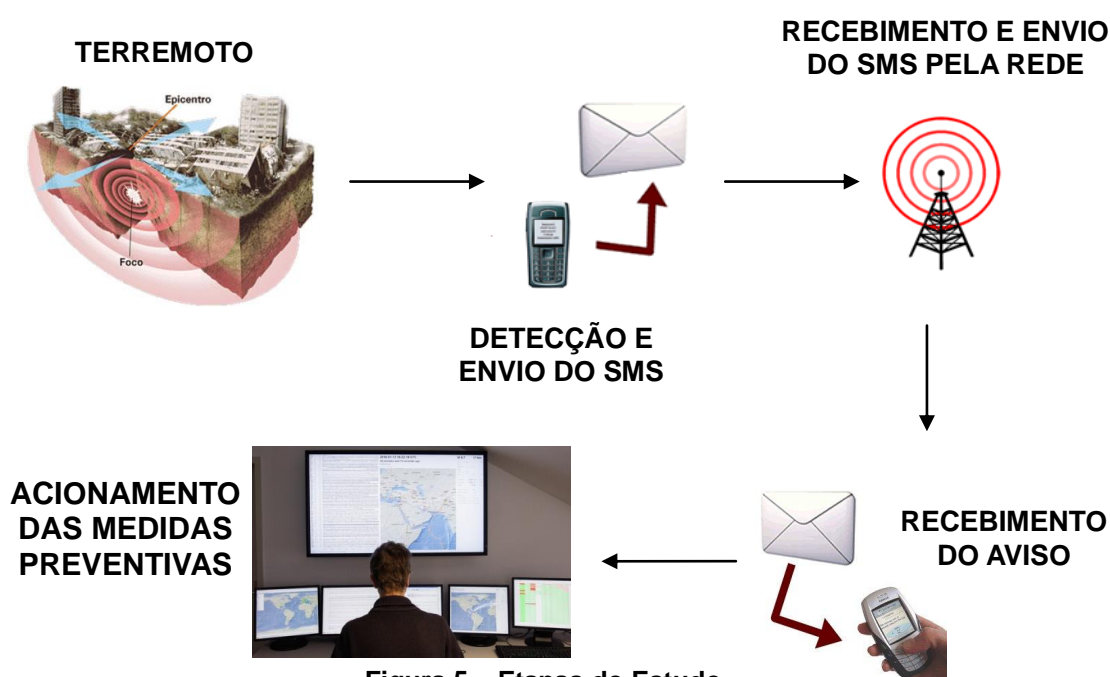 TERREMOTO
Epicentro
Foco
DETECÇÃO E
ENVIO DO SMS
RECEBIMENTO E ENVIO
DO SMS PELA REDE
RECEBIMENTO
DO AVISO
ACIONAMENTO
DAS MEDIDAS
PREVENTIVAS